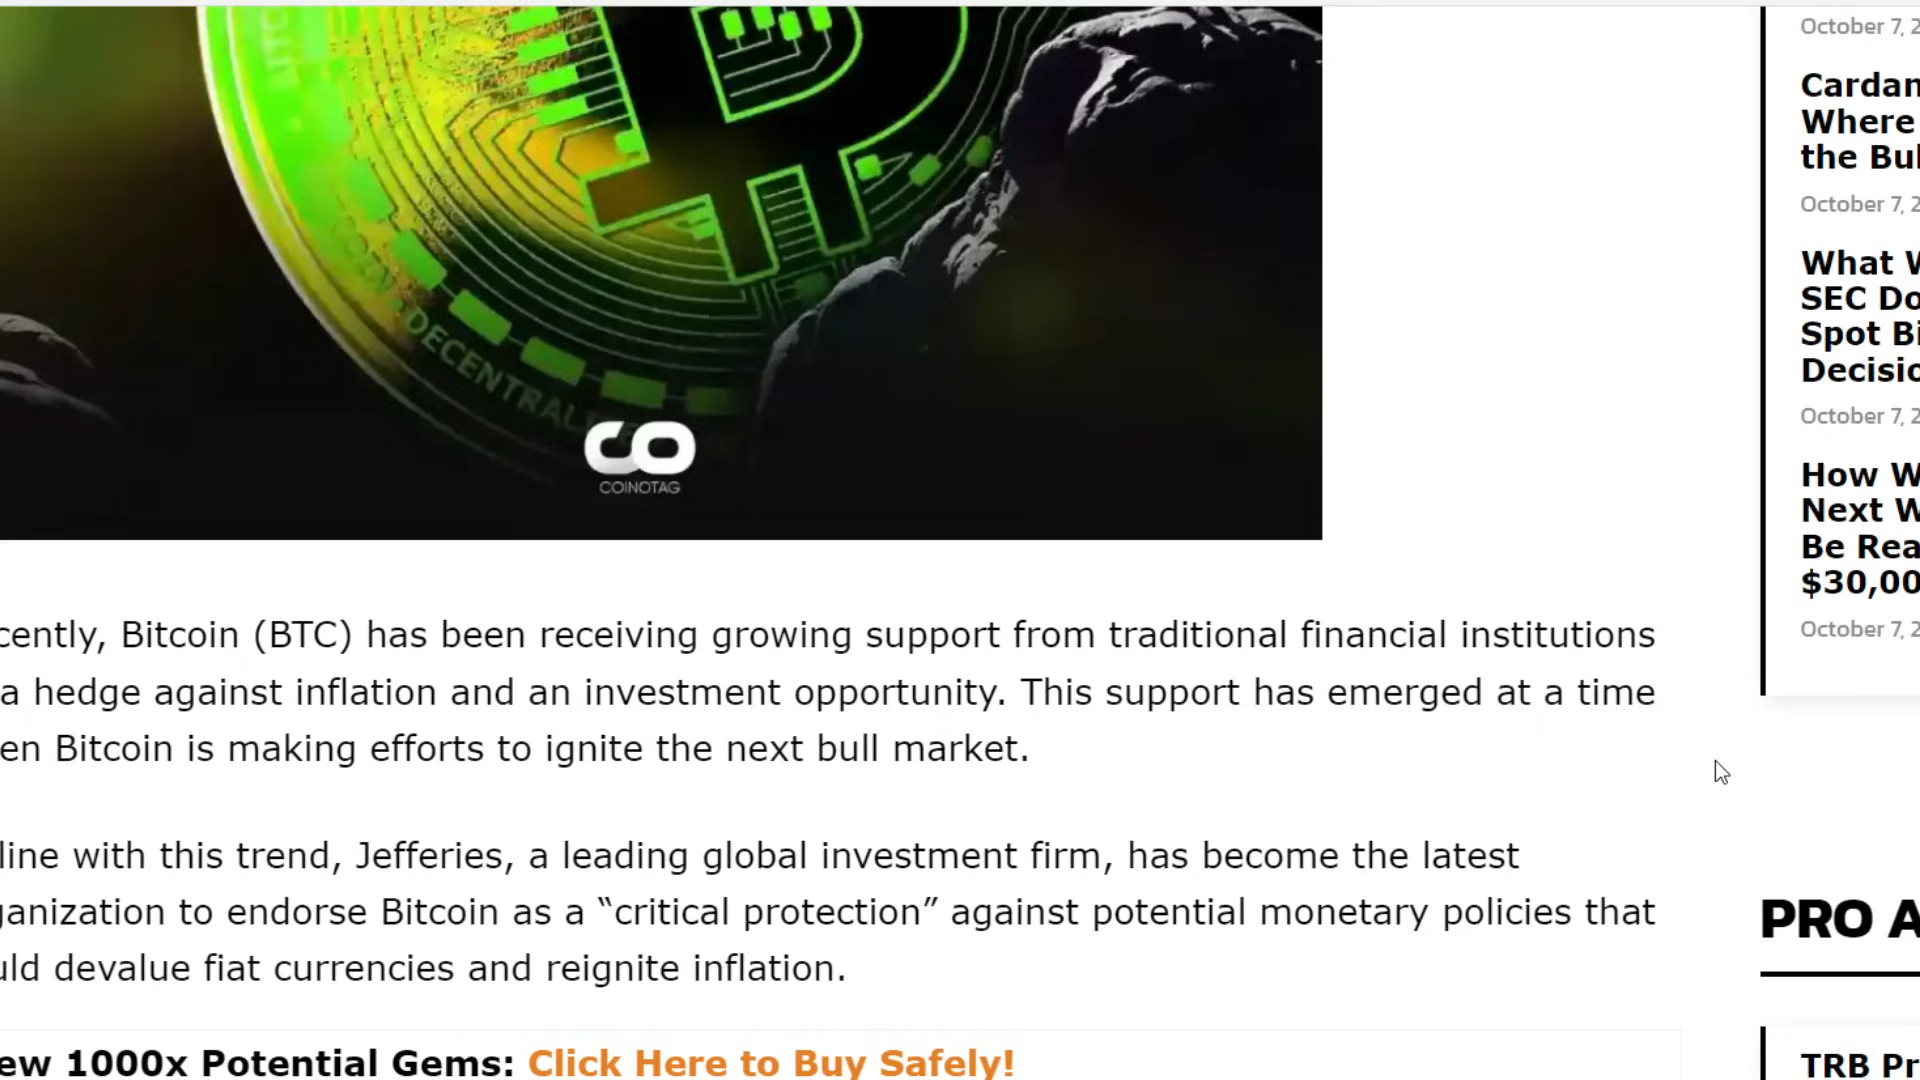 DECENTRAL
COINOTAG
cently, Bitcoin (BTC) has been receiving growing support from traditional financial institutions
a hedge against inflation and an investment opportunity. This support has emerged at a time
en Bitcoin is making efforts to ignite the next bull market.
line with this trend, Jefferies, a leading global investment firm, has become the latest
ganization to endorse Bitcoin as a “critical protection” against potential monetary policies that
uld devalue fiat currencies and reignite inflation.
ew 1000x Potential Gems: Click Here to Buy Safely!
October 7, 2
Cardan
Where
the Bul
October 7, 2
What W
SEC Do
Spot Bi
Decisio
October 7, 2
How W
Next W
Be Rea
$30,00
October 7, 2
PRO A
TRB Pr